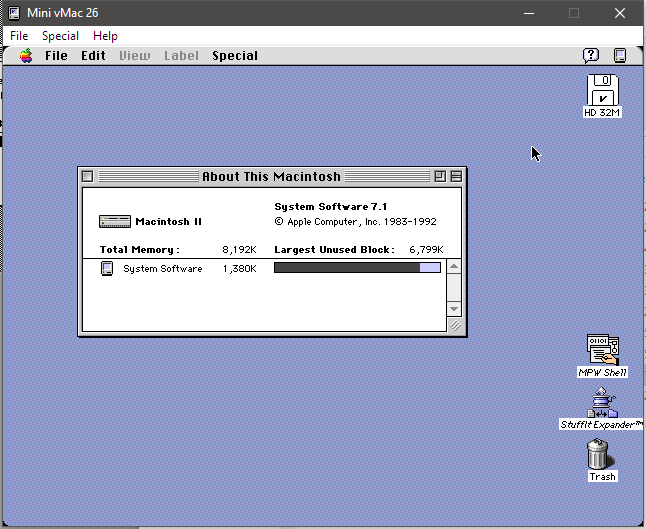 Mini vMac 26
File Special Help
File Edit View Label Special
0
HD 32M
About This Macintosh
System Software 7.1
Macintosh II
© Apple Computer, Inc. 1983-1992
Total Memory : 8,192K Largest Unused Block : 6,799K
System Software 1,380K
MPW Shell
StuffIt Expander™
Trash